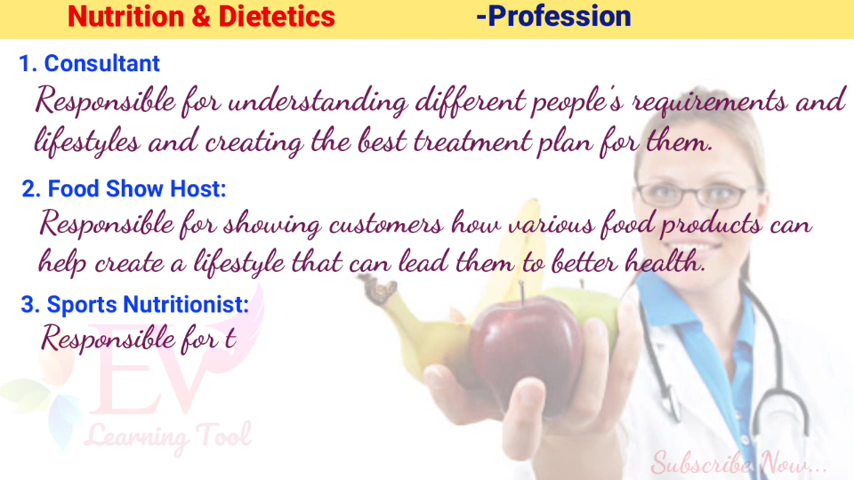 Nutrition & Dietetics -Profession
1. Consultant
Responsible for understanding different people's requirements and
lifestyles and creating the best treatment plan for them.
2. Food Show Host:
Responsible for showing customers how various food products can
help create a lifestyle that can lead them to better health.
3. Sports Nutritionist:
Responsible for t
EV
Learning Tool
Subscribe Now...